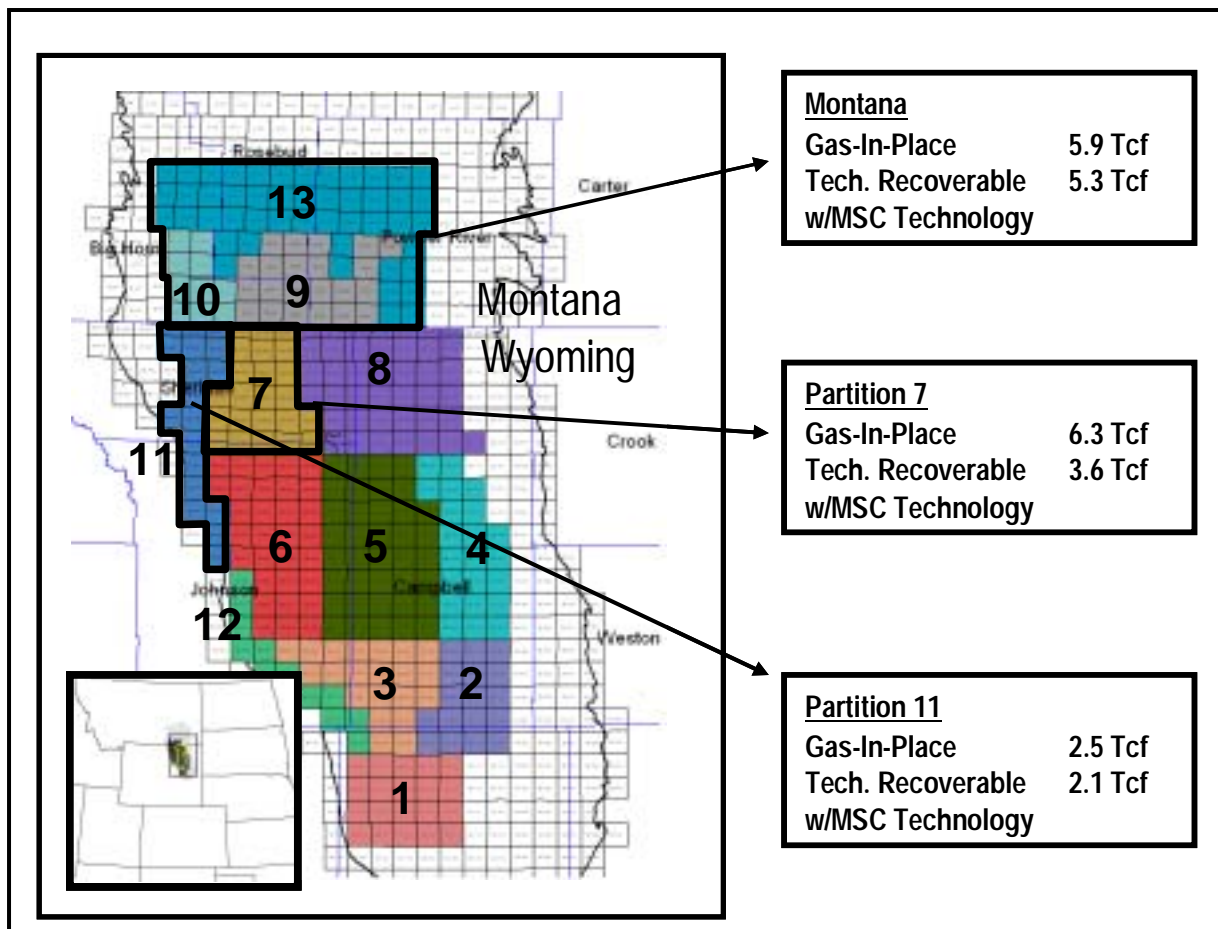 Rosebud
Carter
13
Powder River
Big Horn
10
9
Montana
Wyoming
8
7
11
Crook
6
5
4
Johnson
Campbell
12
Weston
3
2
1
Montana
Gas-In-Place 5.9 Tcf
Tech. Recoverable 5.3 Tcf
w/MSC Technology
Partition 7
Gas-In-Place 6.3 Tcf
Tech. Recoverable 3.6 Tcf
w/MSC Technology
Partition 11
Gas-In-Place 2.5 Tcf
Tech. Recoverable 2.1 Tcf
w/MSC Technology